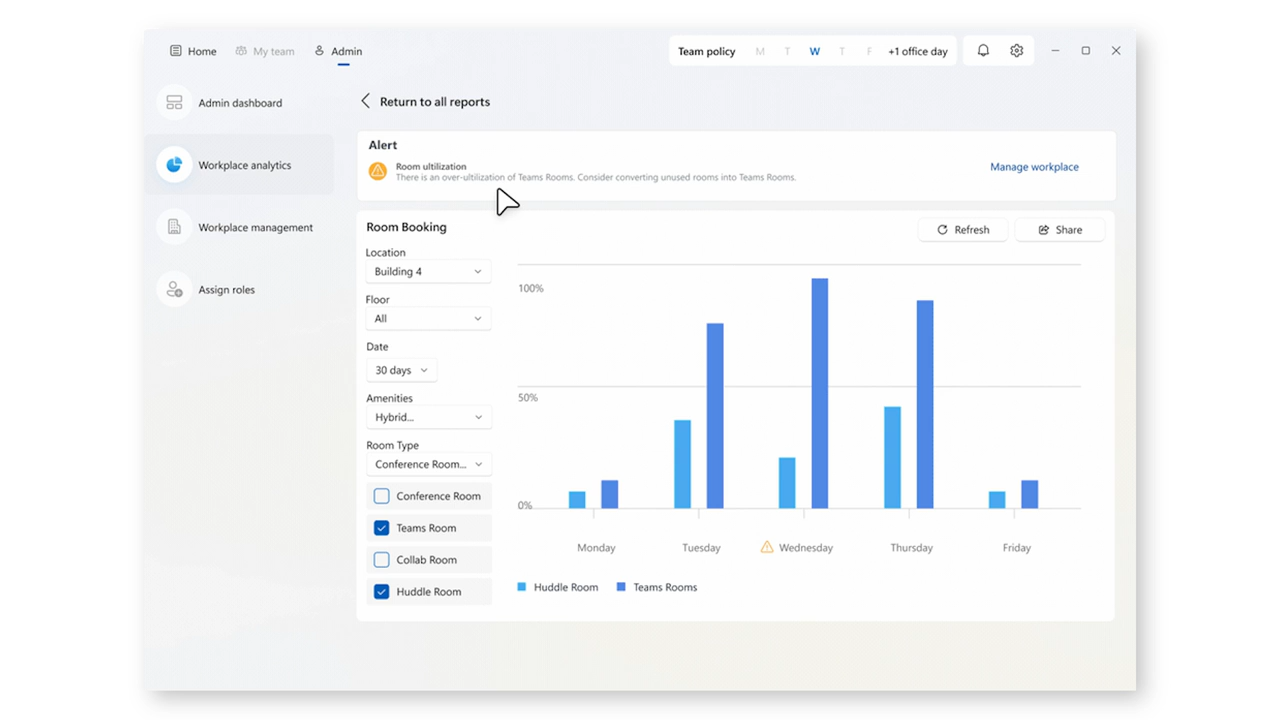 Home My team Admin
Team policy M T W T F +1 office day
Admin dashboard
Workplace analytics
Workplace management
Assign roles
Return to all reports
Alert
Room ultilization
There is an over-ultilization of Teams Rooms. Consider converting unused rooms into Teams Rooms.
Manage workplace
Room Booking
Refresh Share
Location
Building 4
Floor
All
Date
30 days
Amenities
Hybrid...
Room Type
Conference Room...
Conference Room
Teams Room
Collab Room
Huddle Room
100%
50%
0%
Monday Tuesday Wednesday Thursday Friday
Huddle Room Teams Rooms